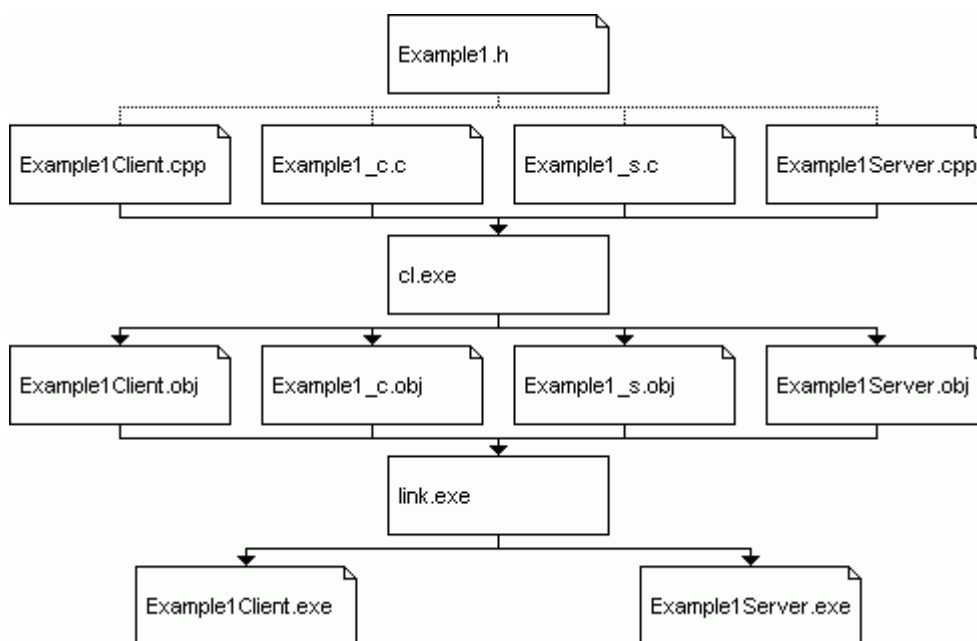 Example1.h
Example1Client.cpp
Example1_c.c
Example1_s.c
Example1Server.cpp
cl.exe
Example1Client.obj
Example1_c.obj
Example1_s.obj
Example1Server.obj
link.exe
Example1Client.exe
Example1Server.exe